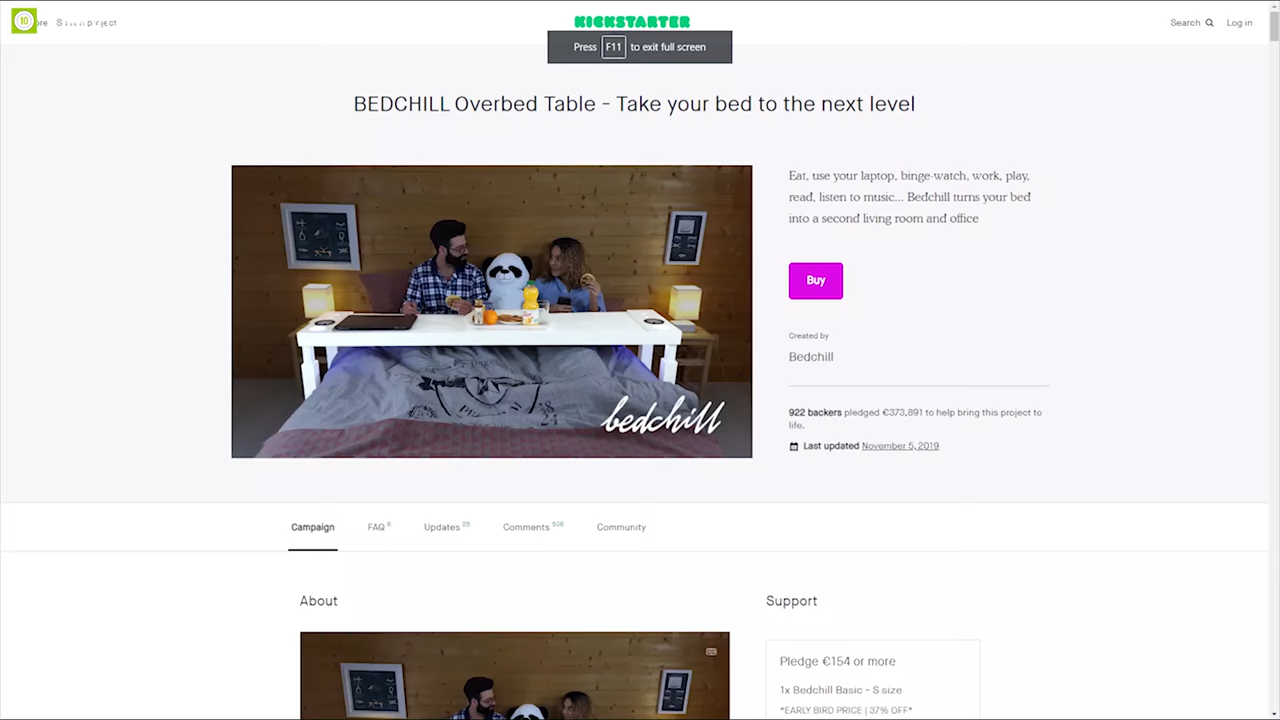 10
KICKSTARTER
Search
Log in
Press F11 to exit full screen
BEDCHILL Overbed Table - Take your bed to the next level
Eat, use your laptop, binge-watch, work, play,
read, listen to music... Bedchill turns your bed
into a second living room and office
Buy
Created by
Bedchill
bedchill
922 backers pledged €373,891 to help bring this project to
life.
Last updated November 5, 2019
Campaign
FAQ 6
Updates 25
Comments
Community
About
Support
CC
Pledge €154 or more
1x Bedchill Basic - S size
*EARLY BIRD PRICE | 37% OFF*